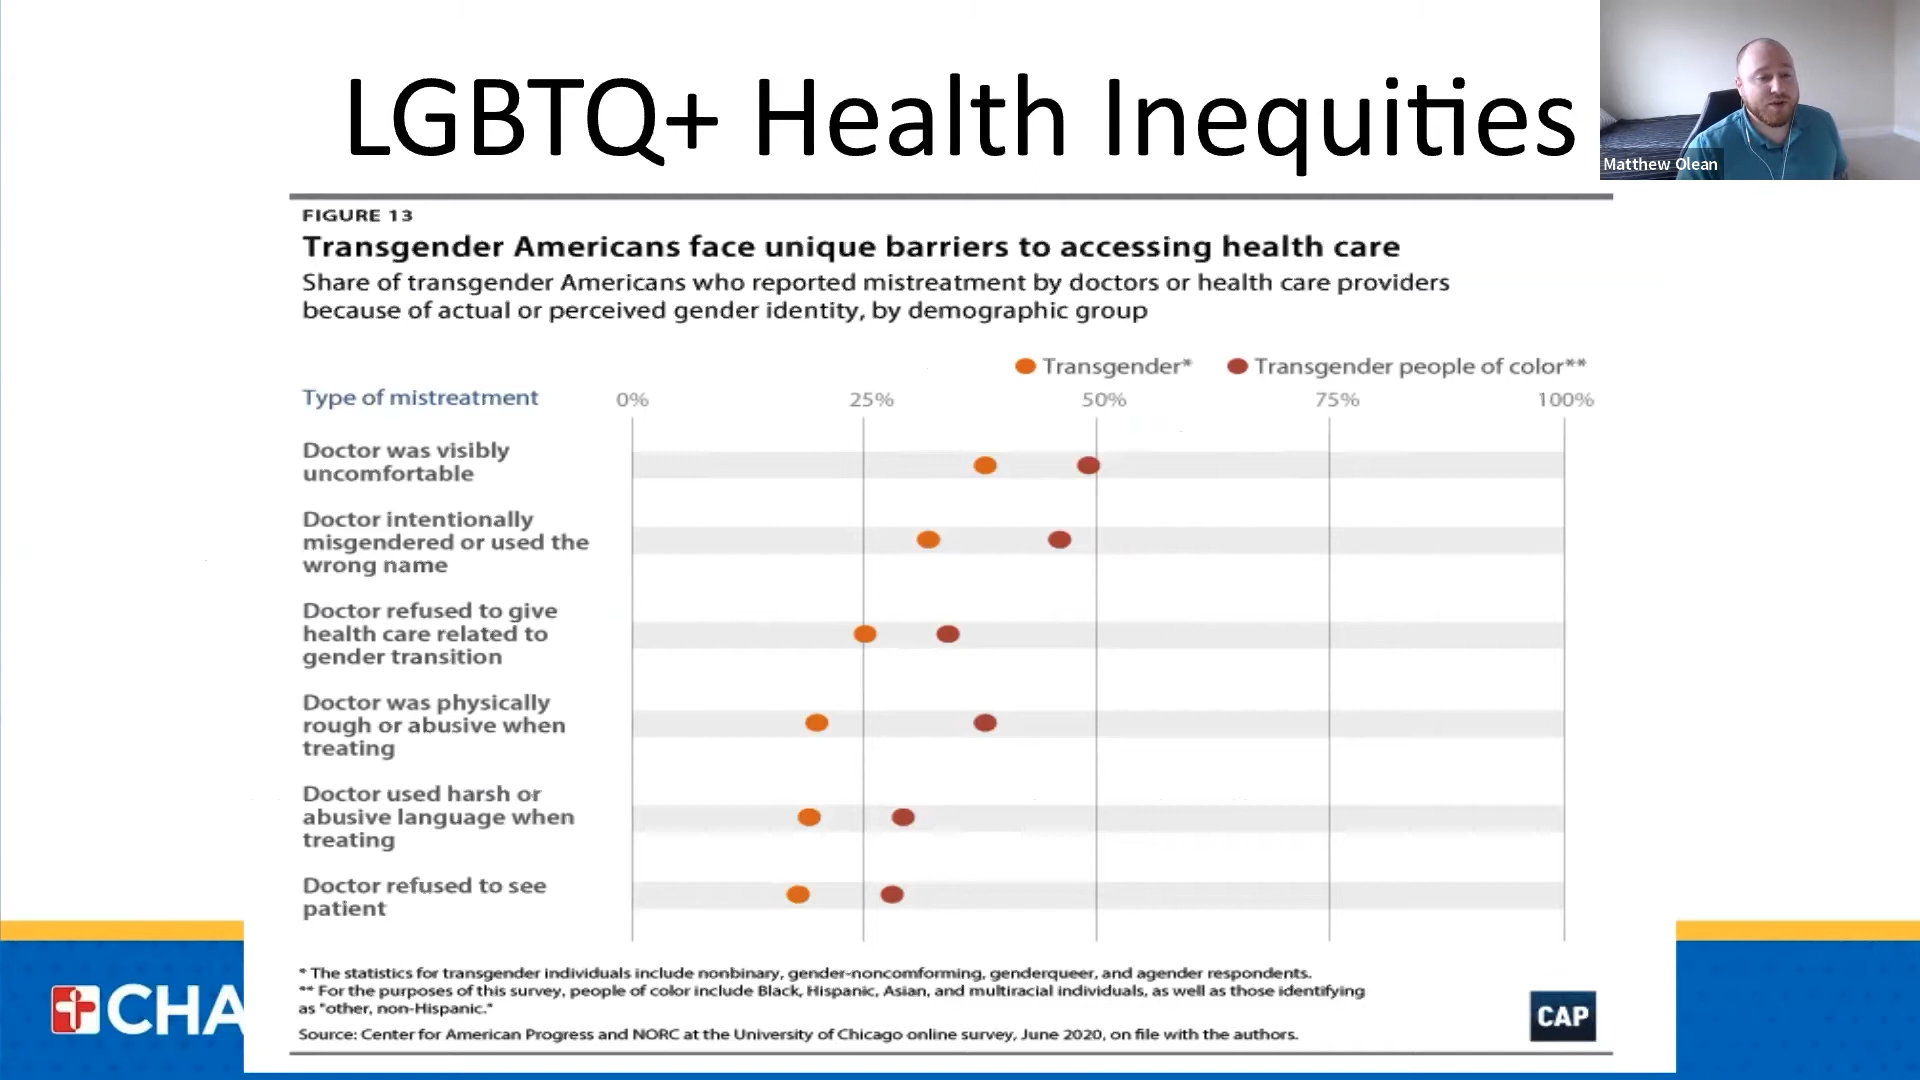 LGBTQ+ Health Inequities
Matthew Olean
FIGURE 13
Transgender Americans face unique barriers to accessing health care
Share of transgender Americans who reported mistreatment by doctors or health care providers
because of actual or perceived gender identity, by demographic group
Transgender* Transgender people of color**
Type of mistreatment 0% 25% 50% 75% 100%
Doctor was visibly
uncomfortable
Doctor intentionally
misgendered or used the
wrong name
Doctor refused to give
health care related to
gender transition
Doctor was physically
rough or abusive when
treating
Doctor used harsh or
abusive language when
treating
Doctor refused to see
patient
* The statistics for transgender individuals include nonbinary, gender-noncomforming, genderqueer, and agender respondents.
** For the purposes of this survey, people of color include Black, Hispanic, Asian, and multiracial individuals, as well as those identifying
as "other, non-Hispanic."
Source: Center for American Progress and NORC at the University of Chicago online survey, June 2020, on file with the authors.
CAP
CHA